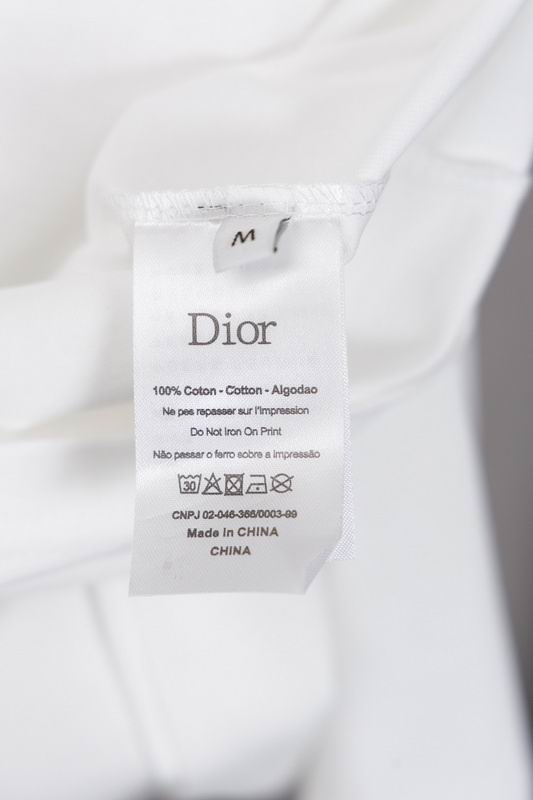 M
Dior
100% Coton - Cotton - Algodao
Ne pes repasser sur l'impression
Do Not Iron On Print
Não passar o ferro sobre a impressão
30
CNPJ 02-046-366/0003-99
Made in CHINA
CHINA